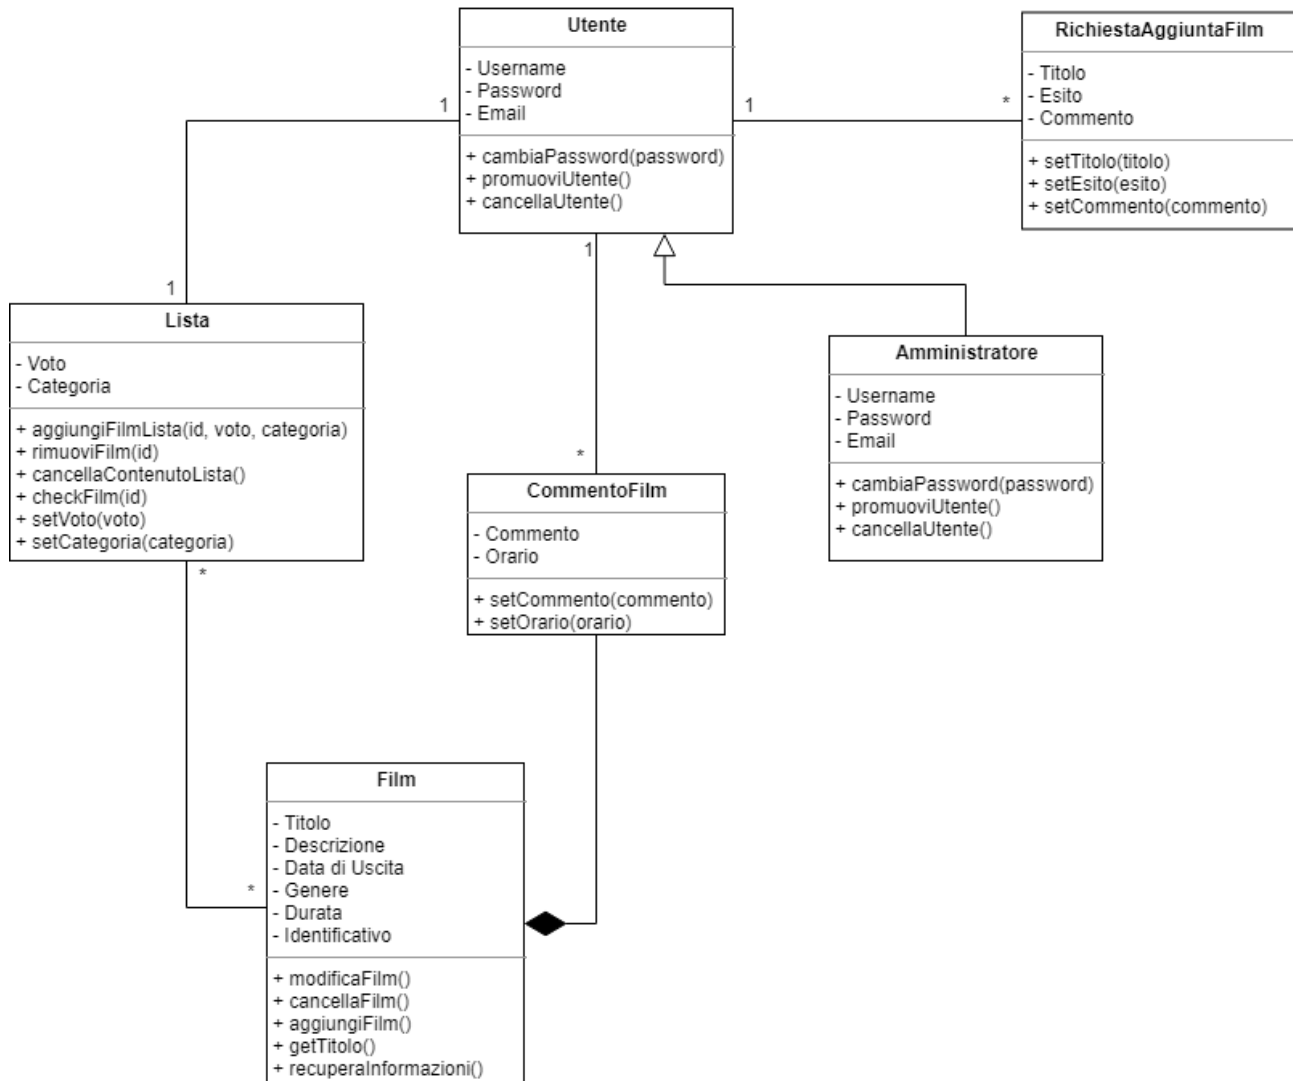 Utente
- Username
- Password
- Email
+ cambiaPassword(password)
+ promuoviUtente()
+ cancellaUtente()
RichiestaAggiuntaFilm
- Titolo
- Esito
- Commento
+ setTitolo(titolo)
+ setEsito(esito)
+ setCommento(commento)
1
1
*
1
1
Lista
- Voto
- Categoria
+ aggiungiFilmLista(id, voto, categoria)
+ rimuoviFilm(id)
+ cancellaContenutoLista()
+ checkFilm(id)
+ setVoto(voto)
+ setCategoria(categoria)
*
Amministratore
- Username
- Password
- Email
+ cambiaPassword(password)
+ promuoviUtente()
+ cancellaUtente()
*
CommentoFilm
- Commento
- Orario
+ setCommento(commento)
+ setOrario(orario)
*
Film
- Titolo
- Descrizione
- Data di Uscita
- Genere
- Durata
- Identificativo
+ modificaFilm()
+ cancellaFilm()
+ aggiungiFilm()
+ getTitolo()
+ recuperaInformazioni()